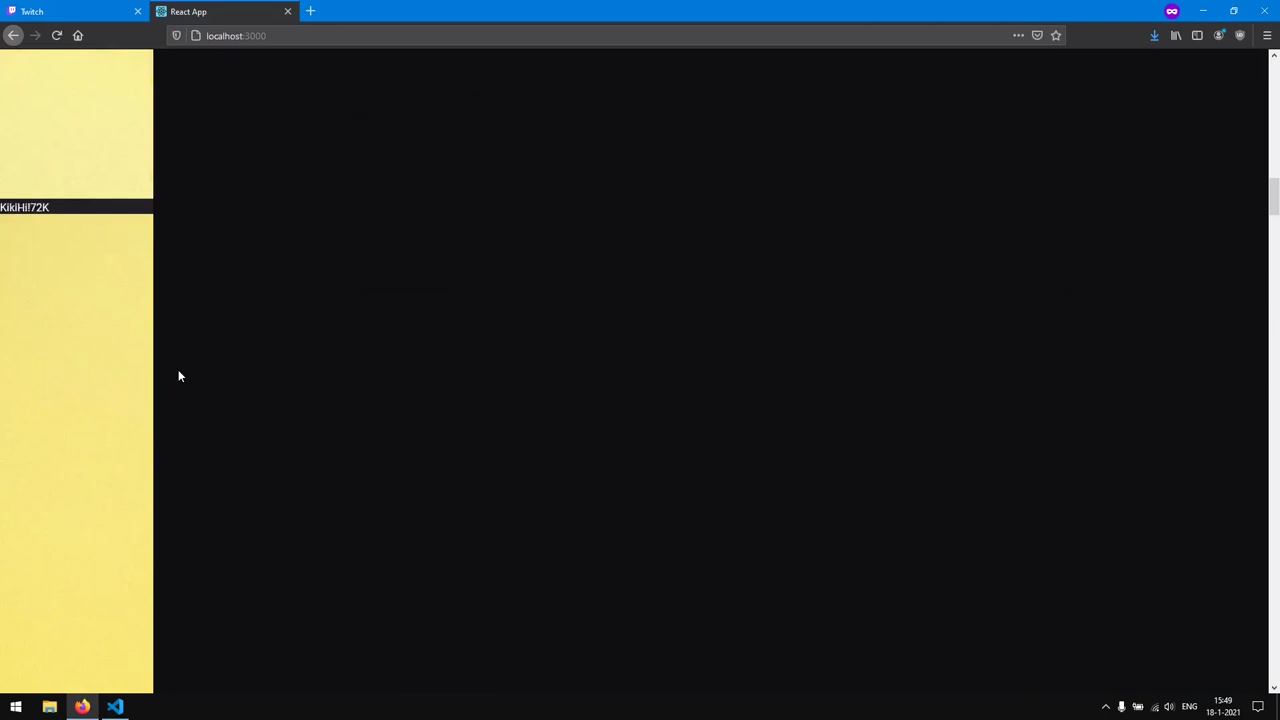 Twitch
React App
localhost:3000
KikiHi!72K
ENG
15:49
18-1-2021